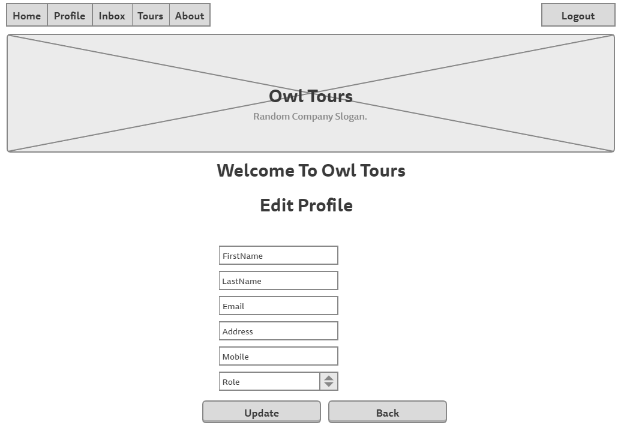 Home Profile Inbox Tours About Logout
Owl Tours
Random Company Slogan.
Welcome To Owl Tours
Edit Profile
FirstName
LastName
Email
Address
Mobile
Role
Update Back